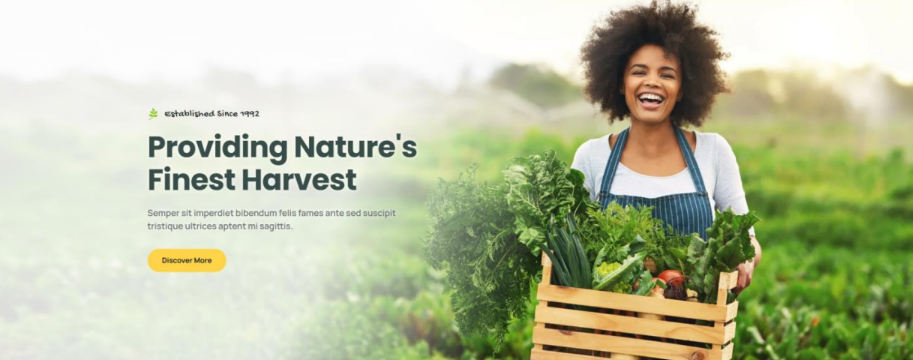 Established Since 1992
Providing Nature's
Finest Harvest
Semper sit imperdiet bibendum felis fames ante sed suscipit
tristique ultrices aptent mi sagittis.
Discover More